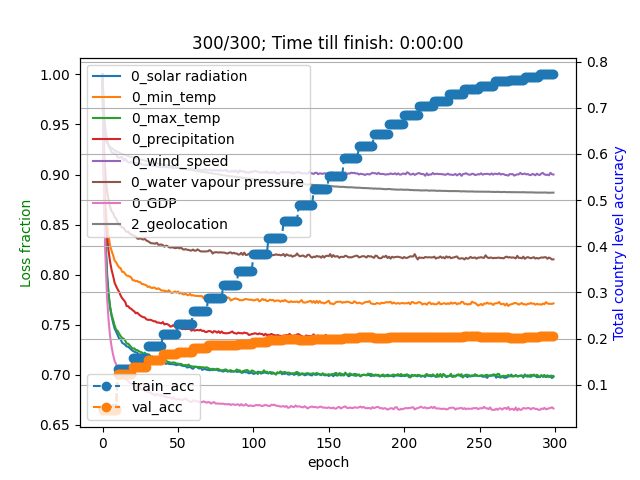 300/300; Time till finish: 0:00:00
1.00
0.95
0.90
0.85
0.80
0.75
0.70
0.65
Loss fraction
0_solar radiation
0_min_temp
0_max_temp
0_precipitation
0_wind_speed
0_water vapour pressure
0_GDP
2_geolocation
train_acc
val_acc
0.8
0.7
0.6
0.5
0.4
0.3
0.2
0.1
Total country level accuracy
0 50 100 150 200 250 300
epoch